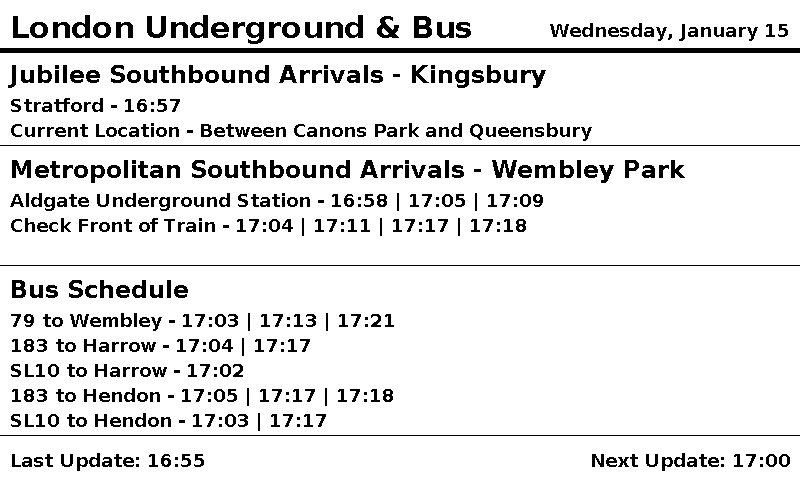 London Underground & Bus
Wednesday, January 15
Jubilee Southbound Arrivals - Kingsbury
Stratford - 16:57
Current Location - Between Canons Park and Queensbury
Metropolitan Southbound Arrivals - Wembley Park
Aldgate Underground Station - 16:58 | 17:05 | 17:09
Check Front of Train - 17:04 | 17:11 | 17:17 | 17:18
Bus Schedule
79 to Wembley - 17:03 | 17:13 | 17:21
183 to Harrow - 17:04 | 17:17
SL10 to Harrow - 17:02
183 to Hendon - 17:05 | 17:17 | 17:18
SL10 to Hendon - 17:03 | 17:17
Last Update: 16:55
Next Update: 17:00